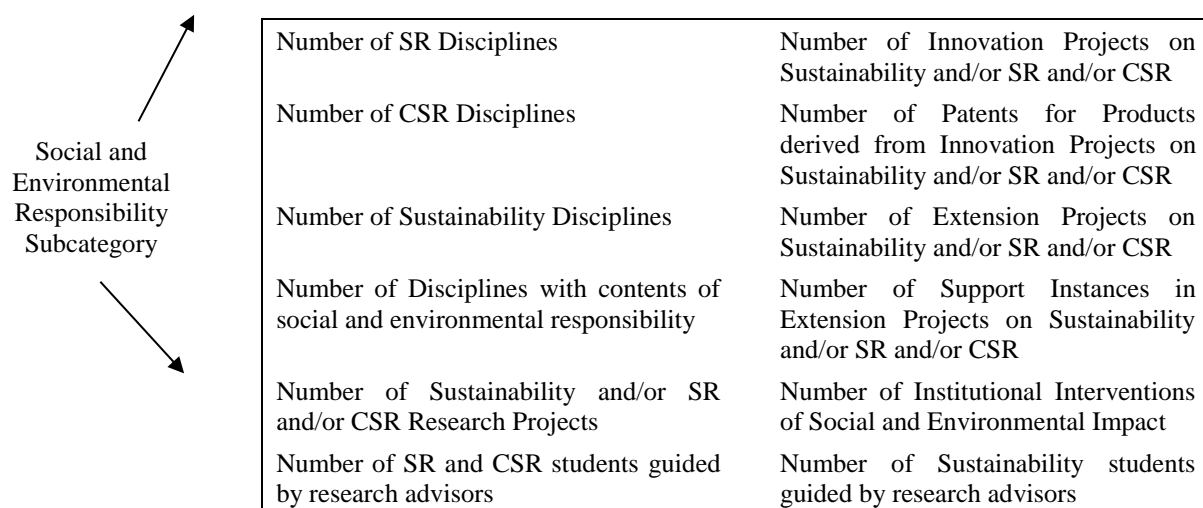 Social and
Environmental
Responsibility
Subcategory
Number of SR Disciplines
Number of Innovation Projects on
Sustainability and/or SR and/or CSR
Number of CSR Disciplines
Number of Patents for Products
derived from Innovation Projects on
Sustainability and/or SR and/or CSR
Number of Sustainability Disciplines
Number of Extension Projects on
Sustainability and/or SR and/or CSR
Number of Disciplines with contents of
social and environmental responsibility
Number of Support Instances in
Extension Projects on Sustainability
and/or SR and/or CSR
Number of Sustainability and/or SR
and/or CSR Research Projects
Number of Institutional Interventions
of Social and Environmental Impact
Number of SR and CSR students guided
by research advisors
Number of Sustainability students
guided by research advisors